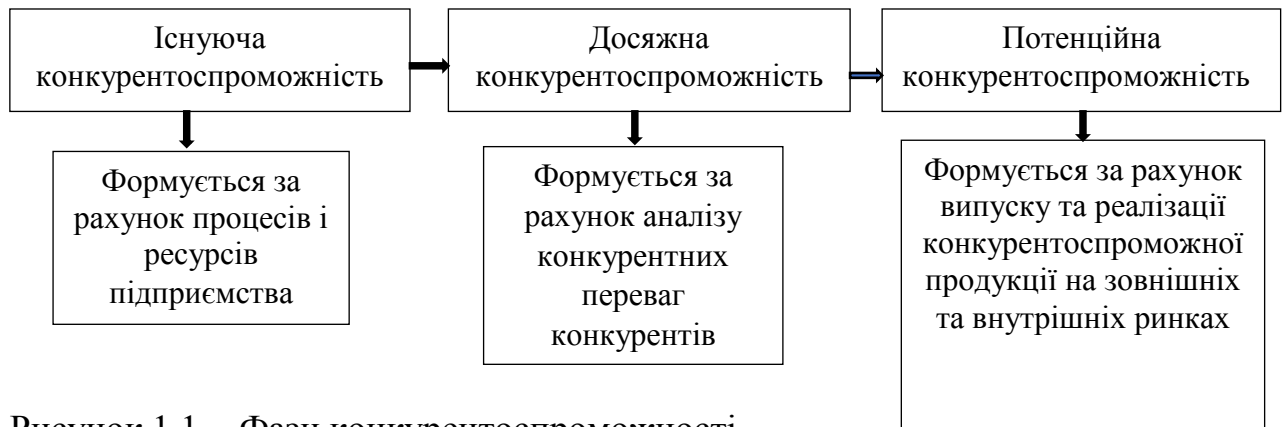 Існуюча
конкурентоспроможність
Досяжна
конкурентоспроможність
Потенційна
конкурентоспроможність
Формується за
рахунок процесів і
ресурсів
підприємства
Формується за
рахунок аналізу
конкурентних
переваг
конкурентів
Формується за рахунок
випуску та реалізації
конкурентоспроможної
продукції на зовнішніх
та внутрішніх ринках
Рисунок 1.1 – Фази конкурентоспроможності